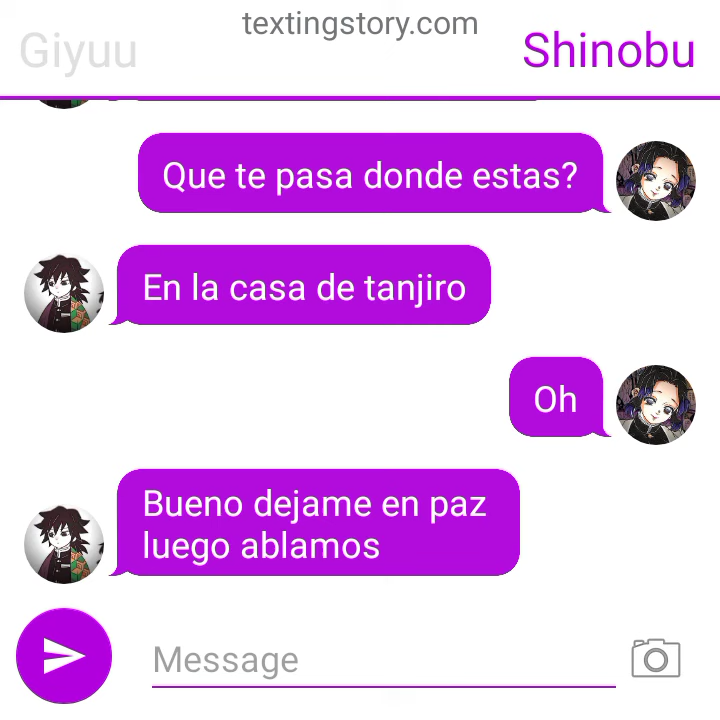 textingstory.com
Giyuu
Shinobu
Que te pasa donde estas?
En la casa de tanjiro
Oh
Bueno dejame en paz
luego ablamos
Message